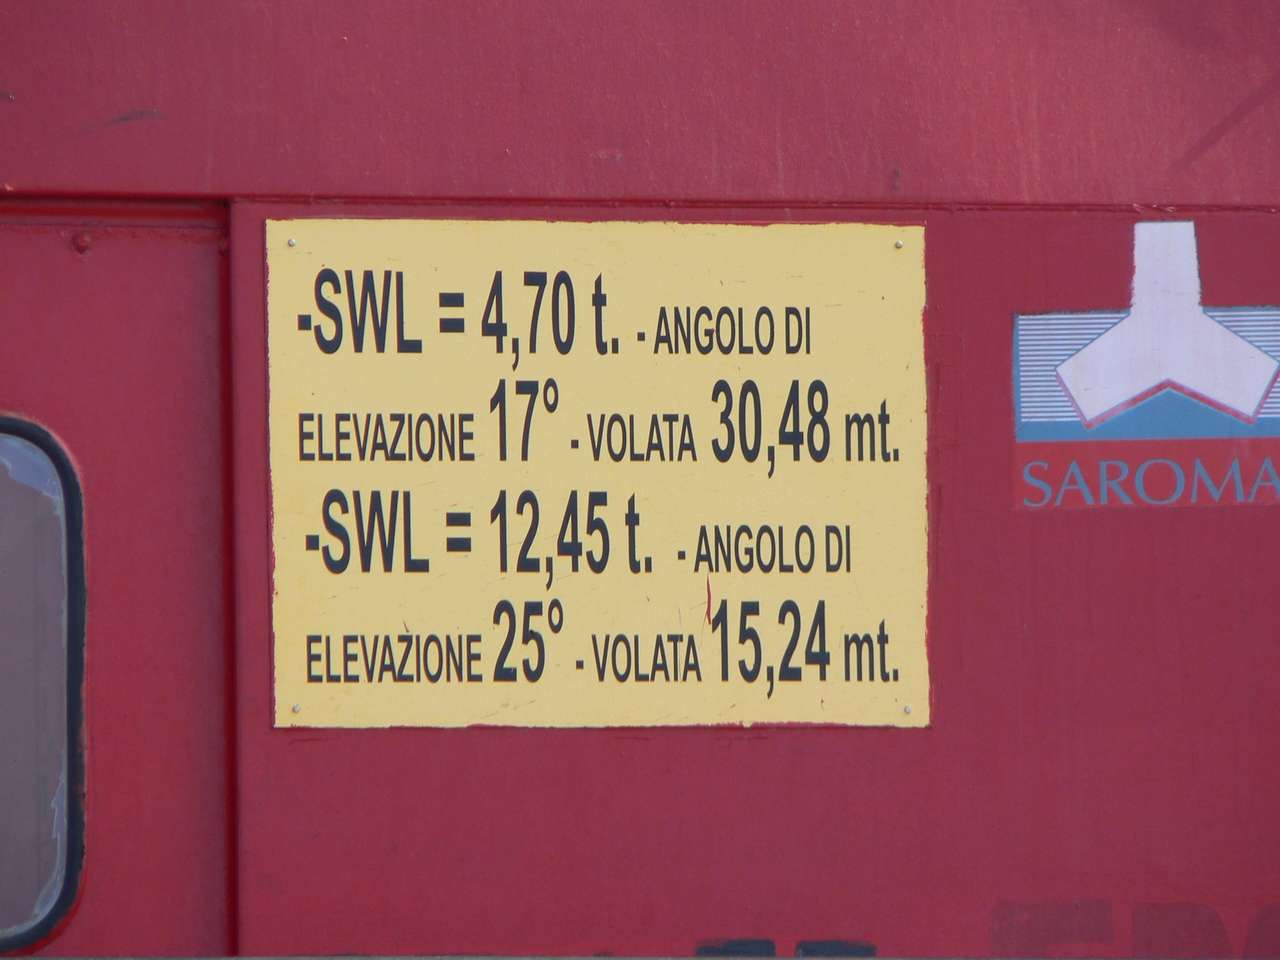 -SWL = 4,70 t. - ANGOLO DI
ELEVAZIONE 17° - VOLATA 30,48 mt.
-SWL = 12,45 t. - ANGOLO DI
ELEVAZIONE 25° - VOLATA 15,24 mt.
SAROMA